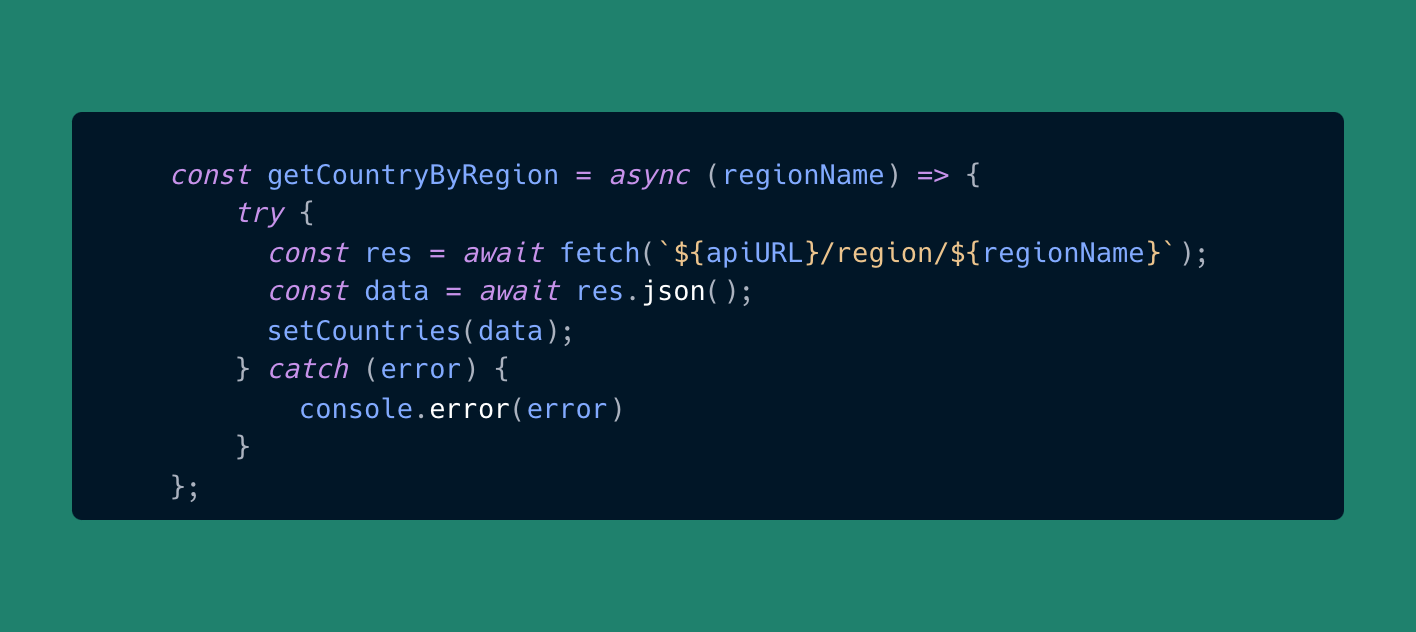 const getCountryByRegion = async (regionName) => {
    try {
      const res = await fetch(`${apiURL}/region/${regionName}`);
      const data = await res.json();
      setCountries(data);
    } catch (error) {
        console.error(error)
    }
};